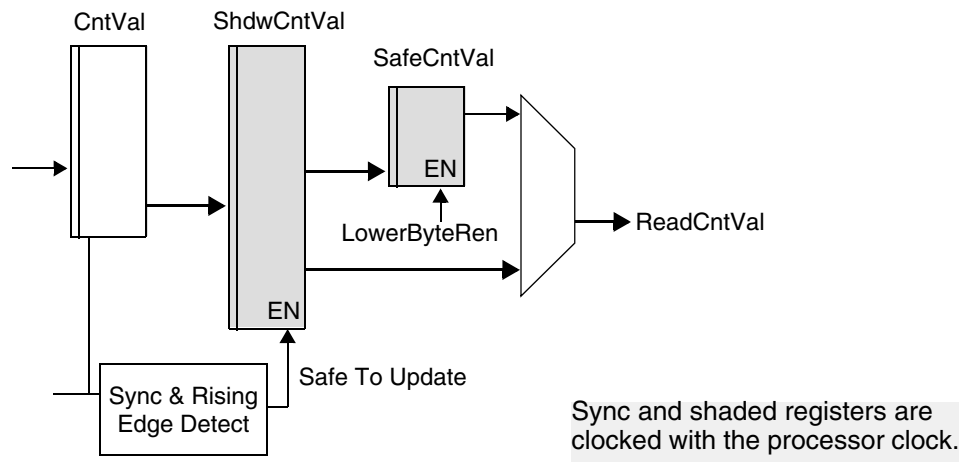 CntVal
ShdwCntVal
SafeCntVal
EN
LowerByteRen
ReadCntVal
EN
Safe To Update
Sync & Rising
Edge Detect
Sync and shaded registers are
clocked with the processor clock.